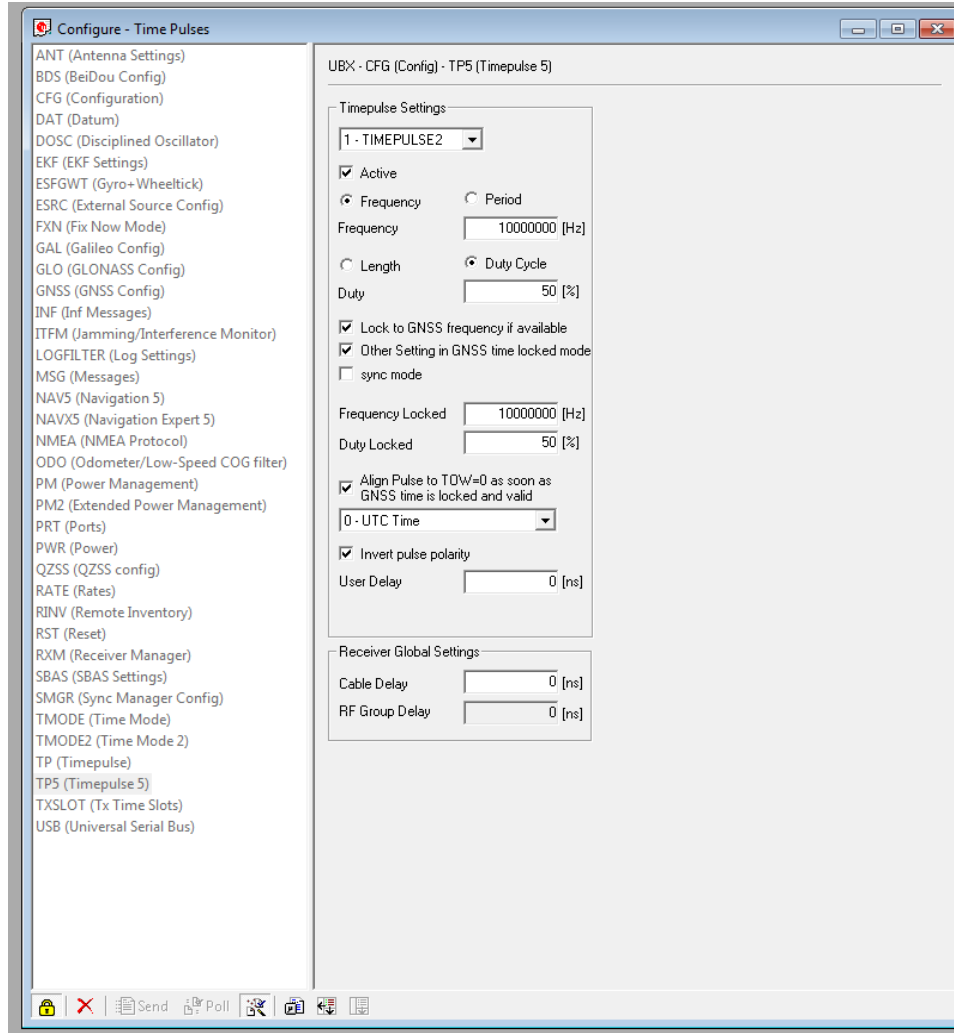 Configure - Time Pulses
ANT (Antenna Settings)
BDS (BeiDou Config)
CFG (Configuration)
DAT (Datum)
DOSC (Disciplined Oscillator)
EKF (EKF Settings)
ESFGWT (Gyro+Wheeltick)
ESRC (External Source Config)
FXN (Fix Now Mode)
GAL (Galileo Config)
GLO (GLONASS Config)
GNSS (GNSS Config)
INF (Inf Messages)
ITFM (Jamming/Interference Monitor)
LOGFILTER (Log Settings)
MSG (Messages)
NAV5 (Navigation 5)
NAVX5 (Navigation Expert 5)
NMEA (NMEA Protocol)
ODO (Odometer/Low-Speed COG filter)
PM (Power Management)
PM2 (Extended Power Management)
PRT (Ports)
PWR (Power)
QZSS (QZSS config)
RATE (Rates)
RINV (Remote Inventory)
RST (Reset)
RXM (Receiver Manager)
SBAS (SBAS Settings)
SMGR (Sync Manager Config)
TMODE (Time Mode)
TMODE2 (Time Mode 2)
TP (Timepulse)
TP5 (Timepulse 5)
TXSLOT (Tx Time Slots)
USB (Universal Serial Bus)
UBX - CFG (Config) - TP5 (Timepulse 5)
Timepulse Settings
1 - TIMEPULSE2
Active
Frequency Period
Frequency 10000000 [Hz]
Length Duty Cycle
Duty 50 [%]
Lock to GNSS frequency if available
Other Setting in GNSS time locked mode
sync mode
Frequency Locked 10000000 [Hz]
Duty Locked 50 [%]
Align Pulse to TOW=0 as soon as
GNSS time is locked and valid
0 - UTC Time
Invert pulse polarity
User Delay 0 [ns]
Receiver Global Settings
Cable Delay 0 [ns]
RF Group Delay 0 [ns]
Send Poll